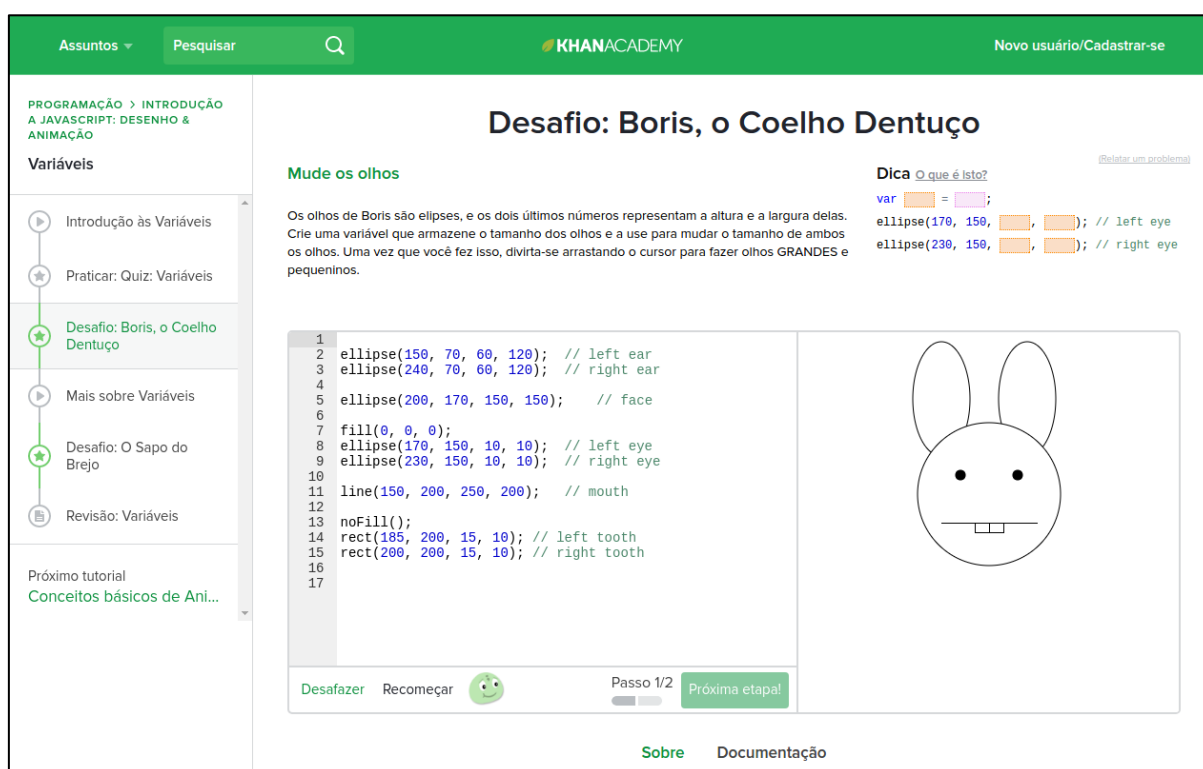 Assuntos
Pesquisar
KHANACADEMY
Novo usuário/Cadastrar-se
PROGRAMAÇÃO > INTRODUÇÃO
A JAVASCRIPT: DESENHO &
ANIMAÇÃO
Variáveis
Introdução às Variáveis
Praticar: Quiz: Variáveis
Desafio: Boris, o Coelho
Dentuço
Mais sobre Variáveis
Desafio: O Sapo do
Brejo
Revisão: Variáveis
Próximo tutorial
Conceitos básicos de Ani...
Desafio: Boris, o Coelho Dentuço
(Relatar um problema)
Mude os olhos
Os olhos de Boris são elipses, e os dois últimos números representam a altura e a largura delas.
Crie uma variável que armazene o tamanho dos olhos e a use para mudar o tamanho de ambos
os olhos. Uma vez que você fez isso, divirta-se arrastando o cursor para fazer olhos GRANDES e
pequeninos.
Dica O que é isto?
var = ;
ellipse(170, 150, , ); // left eye
ellipse(230, 150, , ); // right eye
1
2 ellipse(150, 70, 60, 120); // left ear
3 ellipse(240, 70, 60, 120); // right ear
4
5 ellipse(200, 170, 150, 150); // face
6
7 fill(0, 0, 0);
8 ellipse(170, 150, 10, 10); // left eye
9 ellipse(230, 150, 10, 10); // right eye
10
11 line(150, 200, 250, 200); // mouth
12
13 noFill();
14 rect(185, 200, 15, 10); // left tooth
15 rect(200, 200, 15, 10); // right tooth
16
17
Desafazer Recomeçar
Passo 1/2
Próxima etapa!
Sobre Documentação